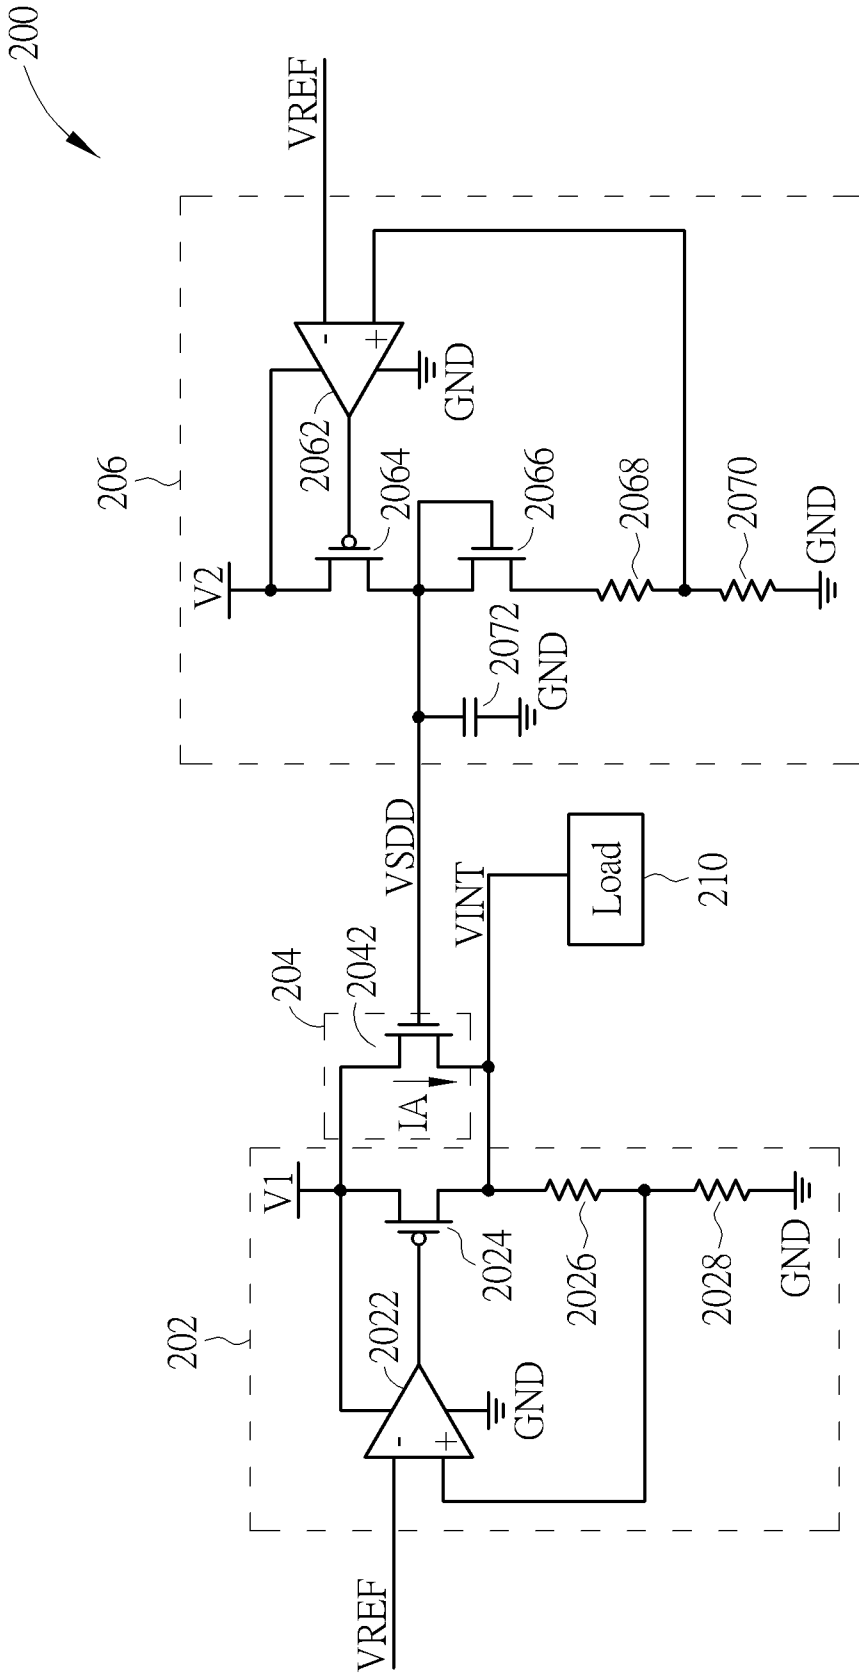 200
206
VREF
V2
2062
-
+
GND
2064
2066
2068
2070
GND
2072
GND
VSDD
204
2042
IA
VINT
Load
210
202
V1
2022
-
+
GND
2024
2026
2028
GND
VREF